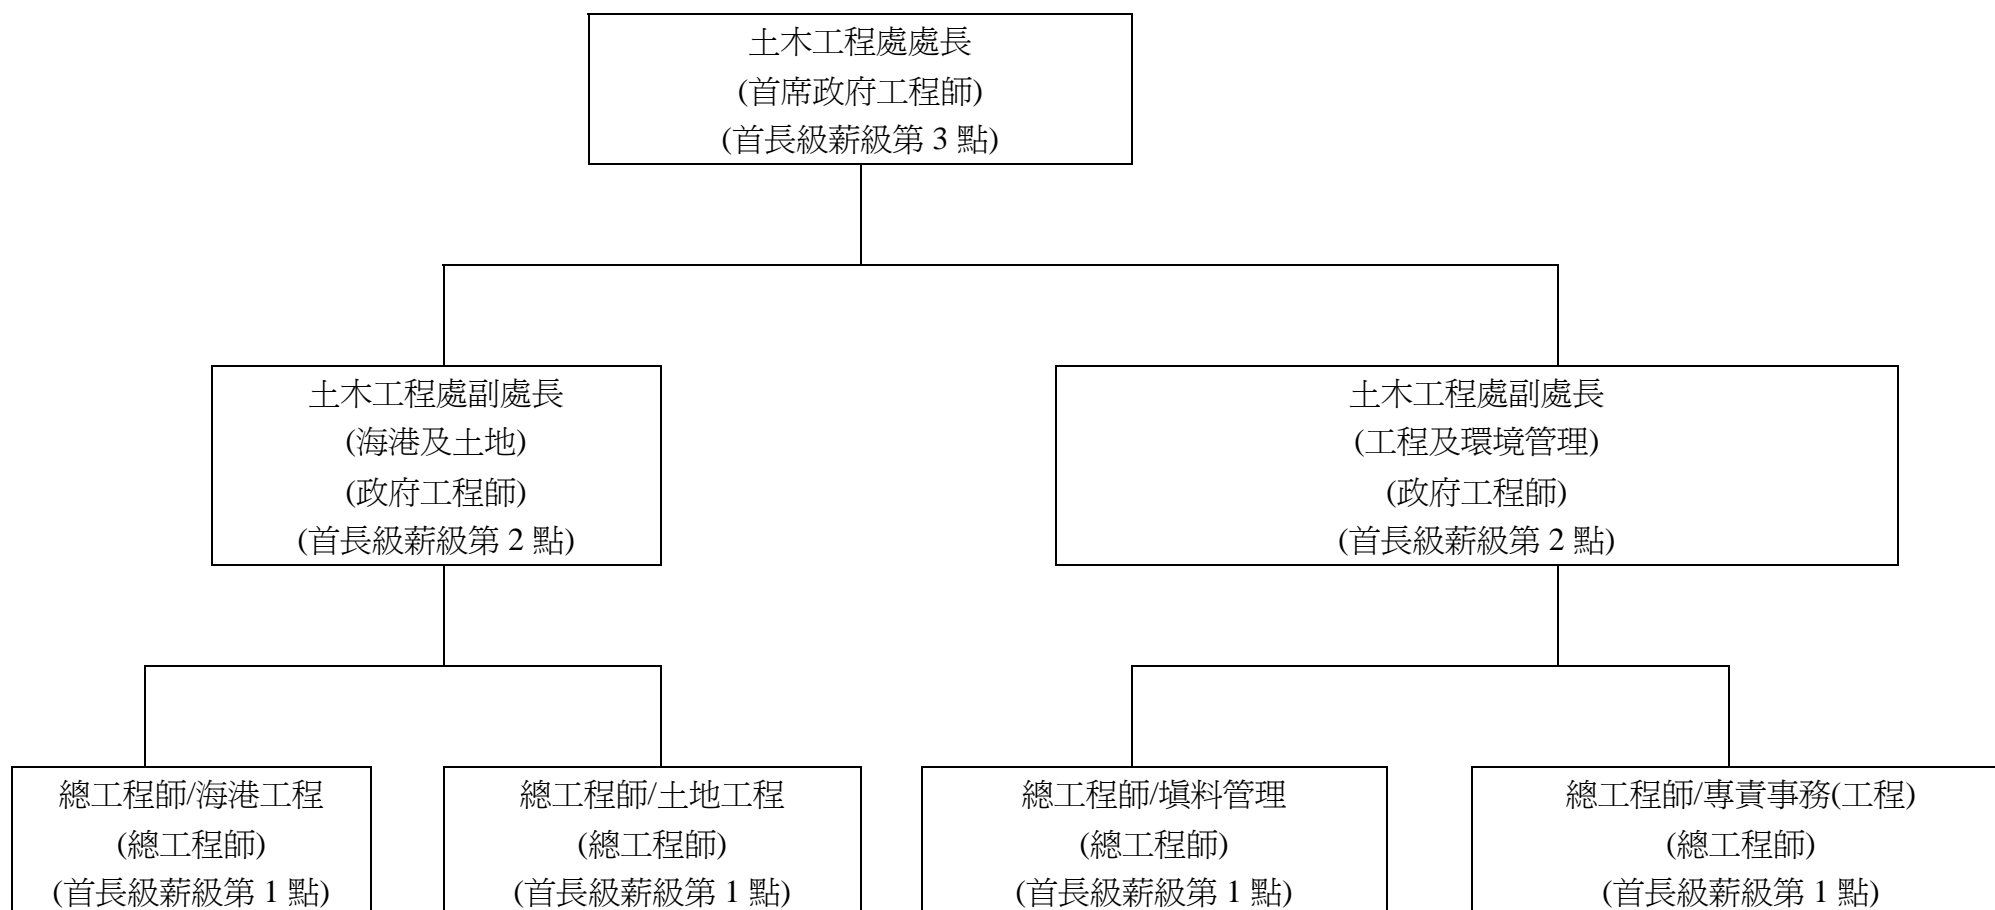 土木工程處處長
(首席政府工程師)
(首長級薪級第 3 點)
土木工程處副處長
(海港及土地)
(政府工程師)
(首長級薪級第 2 點)
土木工程處副處長
(工程及環境管理)
(政府工程師)
(首長級薪級第 2 點)
總工程師/海港工程
(總工程師)
(首長級薪級第 1 點)
總工程師/土地工程
(總工程師)
(首長級薪級第 1 點)
總工程師/填料管理
(總工程師)
(首長級薪級第 1 點)
總工程師/專責事務(工程)
(總工程師)
(首長級薪級第 1 點)